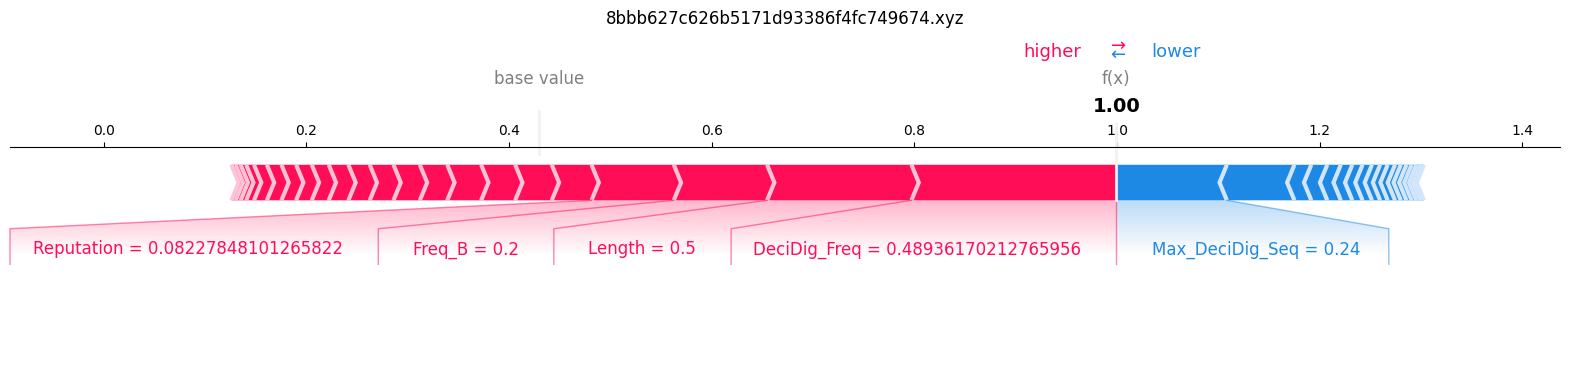 8bbb627c626b5171d93386f4fc749674.xyz
higher ⇄ lower
base value f(x)
1.00
0.0 0.2 0.4 0.6 0.8 1.0 1.2 1.4
Reputation = 0.08227848101265822 Freq_B = 0.2 Length = 0.5 DeciDig_Freq = 0.48936170212765956 Max_DeciDig_Seq = 0.24